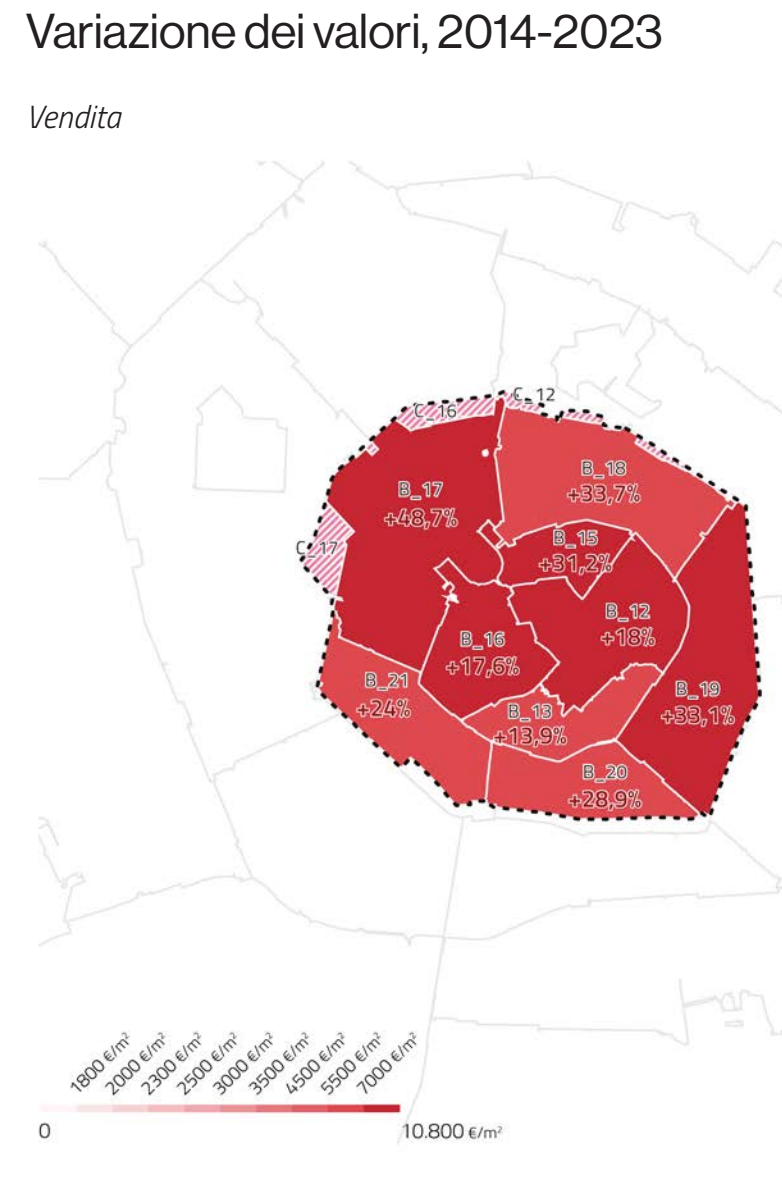 Variazione dei valori, 2014-2023
Vendita
C_16
C_12
B_18
+33,7%
B_17
+48,7%
B_15
+31,2%
C_17
B_12
+18%
B_16
+17,6%
B_21
+24%
B_19
+33,1%
B_13
+13,9%
B_20
+28,9%
1800 €/m²
2000 €/m²
2300 €/m²
2500 €/m²
3000 €/m²
3500 €/m²
4500 €/m²
5500 €/m²
7000 €/m²
0
10.800 €/m²